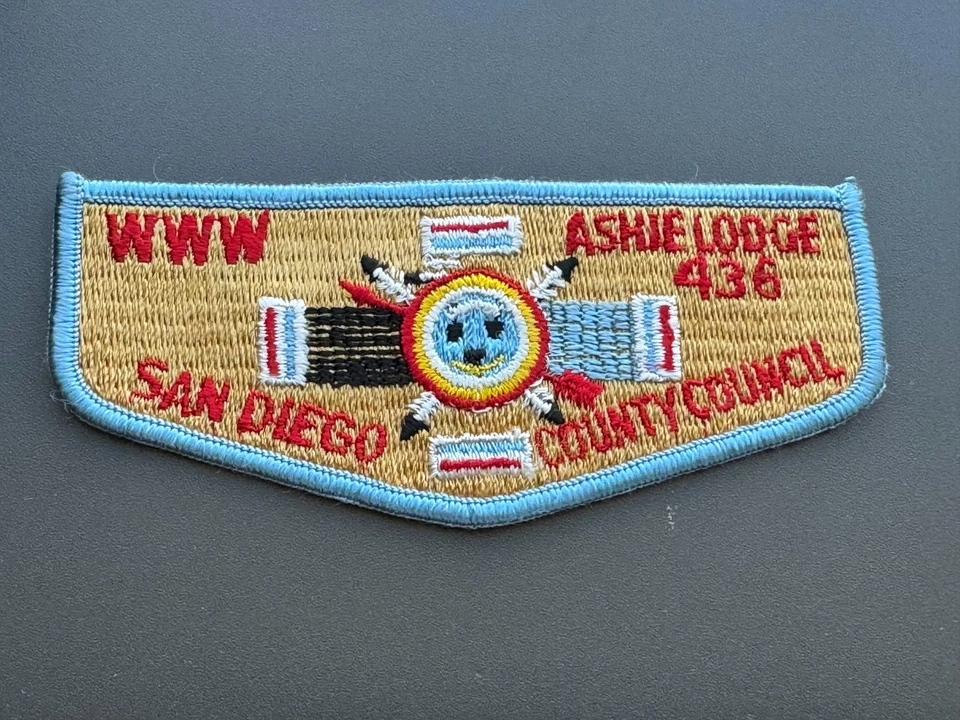 WWW
ASHIE LODGE
436
SAN DIEGO COUNTY COUNCIL